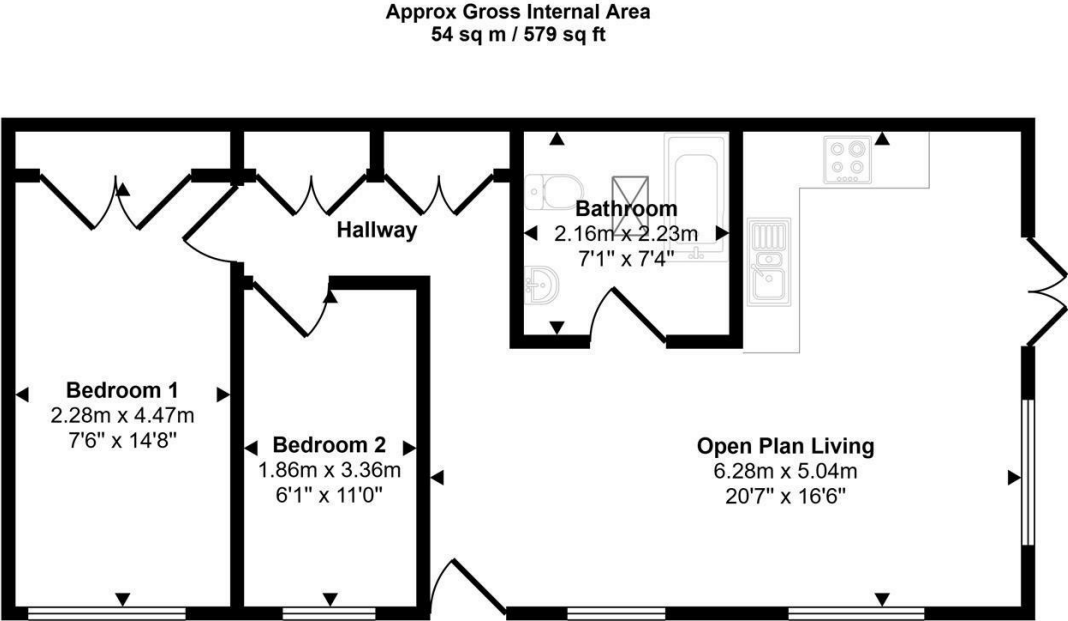 Approx Gross Internal Area
54 sq m / 579 sq ft
Hallway
Bathroom
2.16m x 2.23m
7'1" x 7'4"
Bedroom 1
2.28m x 4.47m
7'6" x 14'8"
Bedroom 2
1.86m x 3.36m
6'1" x 11'0"
Open Plan Living
6.28m x 5.04m
20'7" x 16'6"